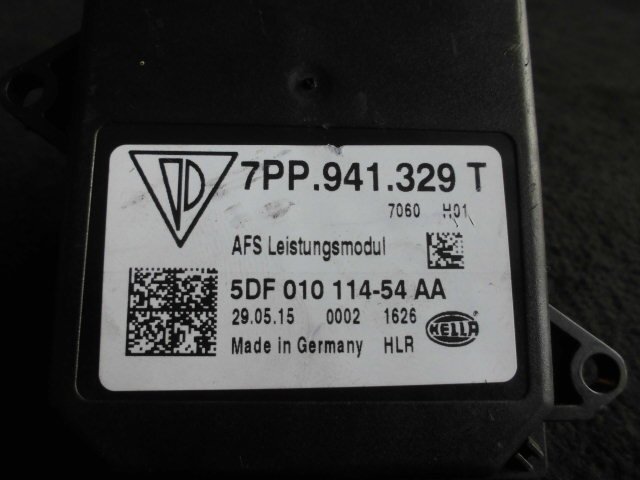 7PP.941.329 T
7060 H01
AFS Leistungsmodul
5DF 010 114-54 AA
29.05.15 0002 1626
HELLA
Made in Germany HLR